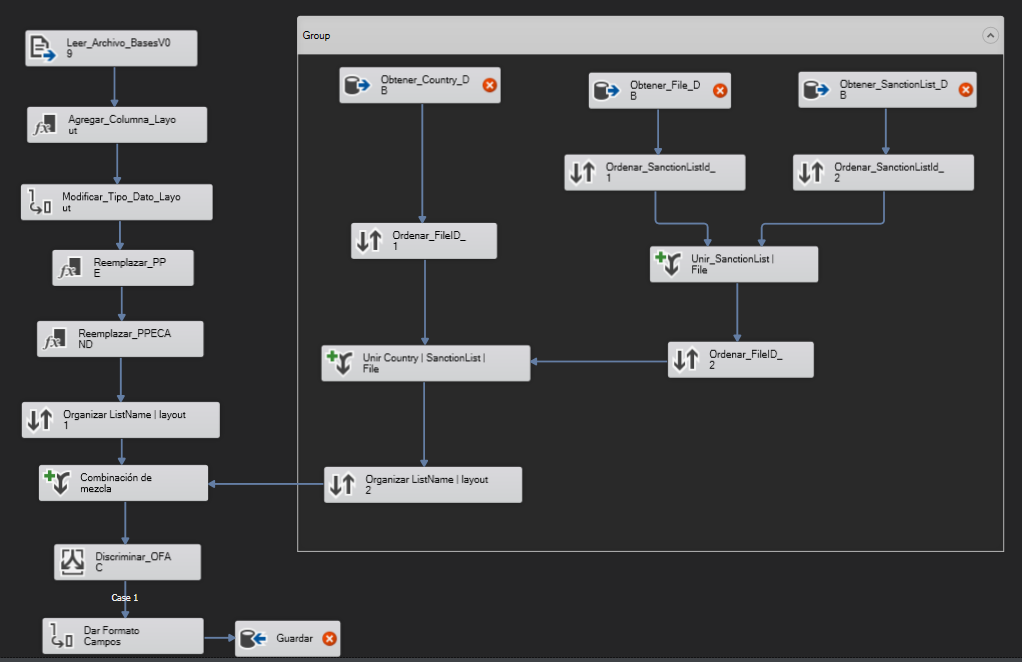 Group
Leer_Archivo_BasesV0
9
Agregar_Columna_Layo
ut
Modificar_Tipo_Dato_Layo
ut
Reemplazar_PP
E
Reemplazar_PPECA
ND
Organizar ListName | layout
1
Combinación de
mezcla
Discriminar_OFA
C
Case 1
Dar Formato
Campos
Guardar
Obtener_Country_D
B
Obtener_File_D
B
Obtener_SanctionList_D
B
Ordenar_SanctionListId_
1
Ordenar_SanctionListId_
2
Ordenar_FileID_
1
Unir_SanctionList |
File
Unir Country | SanctionList |
File
Ordenar_FileID_
2
Organizar ListName | layout
2